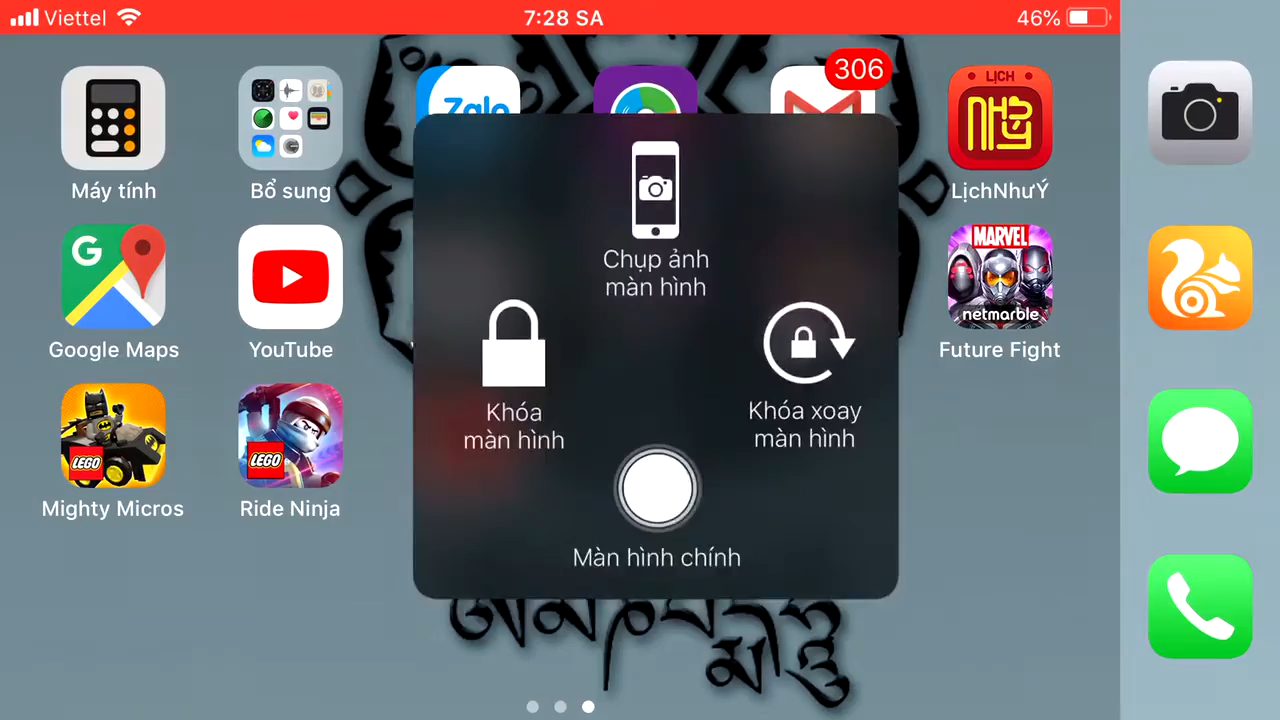 Viettel
7:28 SA
46%
Zalo
306
LỊCH
NHƯ Ý
Máy tính
Bổ sung
LịchNhưÝ
Chụp ảnh
màn hình
G
MARVEL
netmarble
Google Maps
YouTube
Future Fight
Khóa
màn hình
Khóa xoay
màn hình
LEGO
LEGO
Mighty Micros
Ride Ninja
Màn hình chính